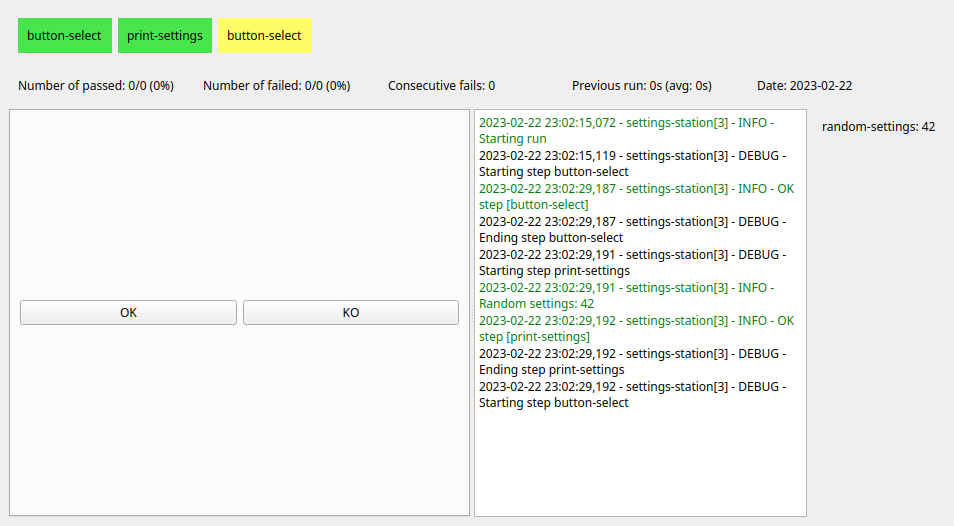 button-select print-settings button-select
Number of passed: 0/0 (0%) Number of failed: 0/0 (0%) Consecutive fails: 0 Previous run: 0s (avg: 0s) Date: 2023-02-22
OK KO
2023-02-22 23:02:15,072 - settings-station[3] - INFO -
Starting run
2023-02-22 23:02:15,119 - settings-station[3] - DEBUG -
Starting step button-select
2023-02-22 23:02:29,187 - settings-station[3] - INFO - OK
step [button-select]
2023-02-22 23:02:29,187 - settings-station[3] - DEBUG -
Ending step button-select
2023-02-22 23:02:29,191 - settings-station[3] - DEBUG -
Starting step print-settings
2023-02-22 23:02:29,191 - settings-station[3] - INFO -
Random settings: 42
2023-02-22 23:02:29,192 - settings-station[3] - INFO - OK
step [print-settings]
2023-02-22 23:02:29,192 - settings-station[3] - DEBUG -
Ending step print-settings
2023-02-22 23:02:29,192 - settings-station[3] - DEBUG -
Starting step button-select
random-settings: 42